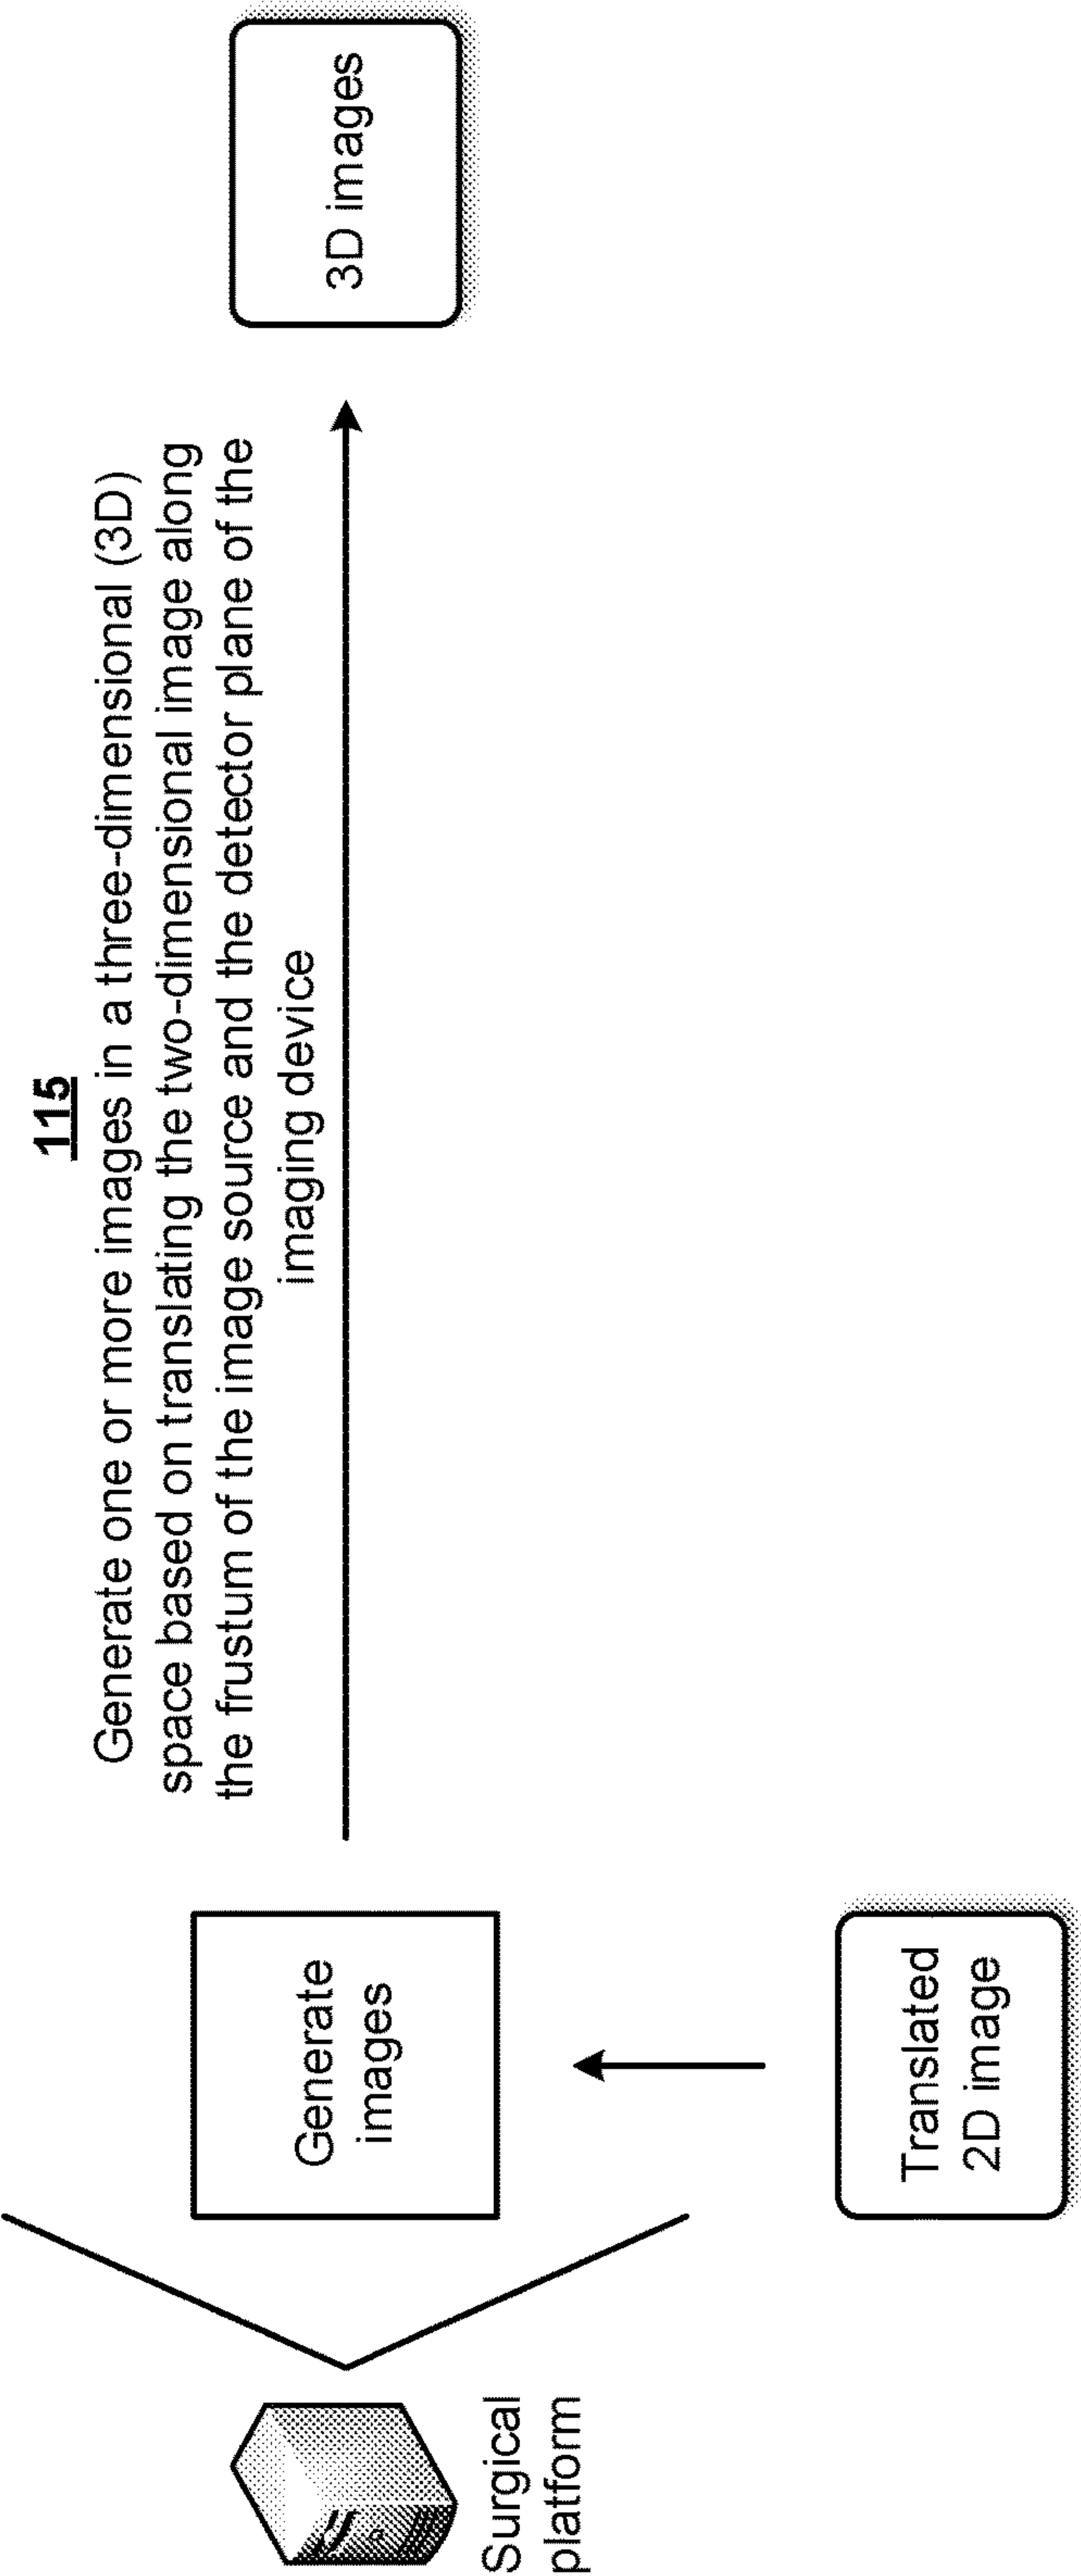 115
Generate one or more images in a three-dimensional (3D)
space based on translating the two-dimensional image along
the frustum of the image source and the detector plane of the
imaging device
Surgical
platform
Generate
images
3D images
Translated
2D image